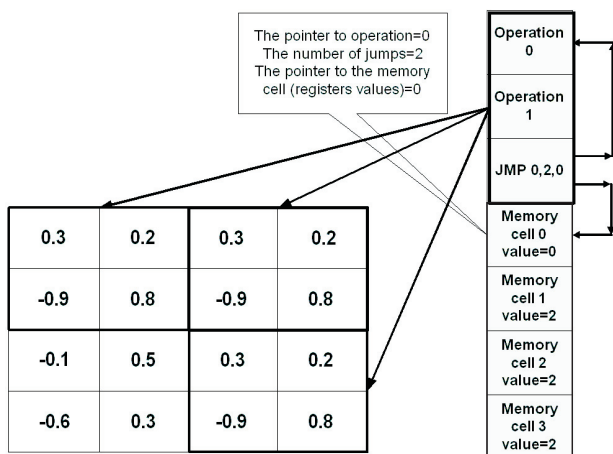 The pointer to operation=0
The number of jumps=2
The pointer to the memory
cell (registers values)=0
Operation
0
Operation
1
JMP 0,2,0
Memory
cell 0
value=0
Memory
cell 1
value=2
Memory
cell 2
value=2
Memory
cell 3
value=2
0.3 0.2 0.3 0.2
-0.9 0.8 -0.9 0.8
-0.1 0.5 0.3 0.2
-0.6 0.3 -0.9 0.8